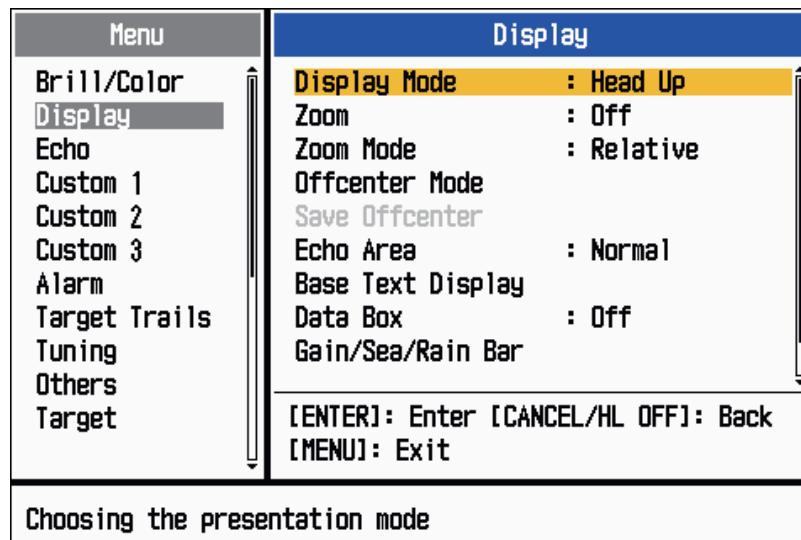 Menu
Brill/Color
Display
Echo
Custom 1
Custom 2
Custom 3
Alarm
Target Trails
Tuning
Others
Target
Display
Display Mode : Head Up
Zoom : Off
Zoom Mode : Relative
Offcenter Mode
Save Offcenter
Echo Area : Normal
Base Text Display
Data Box : Off
Gain/Sea/Rain Bar
[ENTER]: Enter [CANCEL/HL OFF]: Back
[MENU]: Exit
Choosing the presentation mode